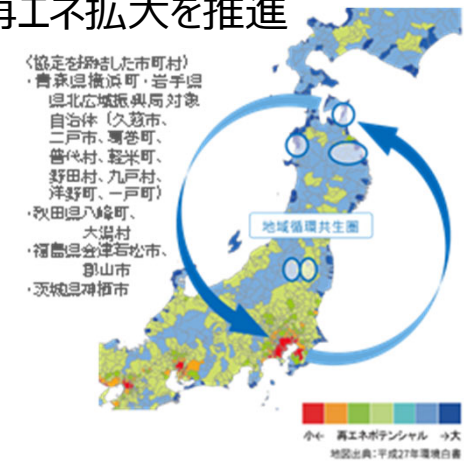 再エネ拡大を推進
〈協定を締結した市町村〉
・青森県横浜町・岩手県
県北広域振興局対象
自治体（久慈市、
二戸市、葛巻町、
普代村、軽米町、
野田村、九戸村、
洋野町、一戸町）
・秋田県八峰町、
大潟村
・福島県会津若松市、
郡山市
・茨城県神栖市
地域循環共生圏
小← 再エネポテンシャル →大
地図出典：平成27年環境白書